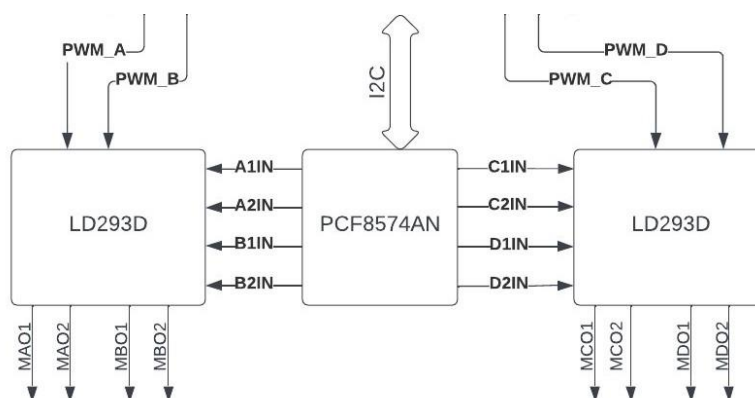 PWM_A
PWM_B
I2C
PWM_D
PWM_C
A1IN
C1IN
A2IN
C2IN
LD293D
PCF8574AN
LD293D
B1IN
D1IN
B2IN
D2IN
MAO1
MAO2
MBO1
MBO2
MCO1
MCO2
MDO1
MDO2